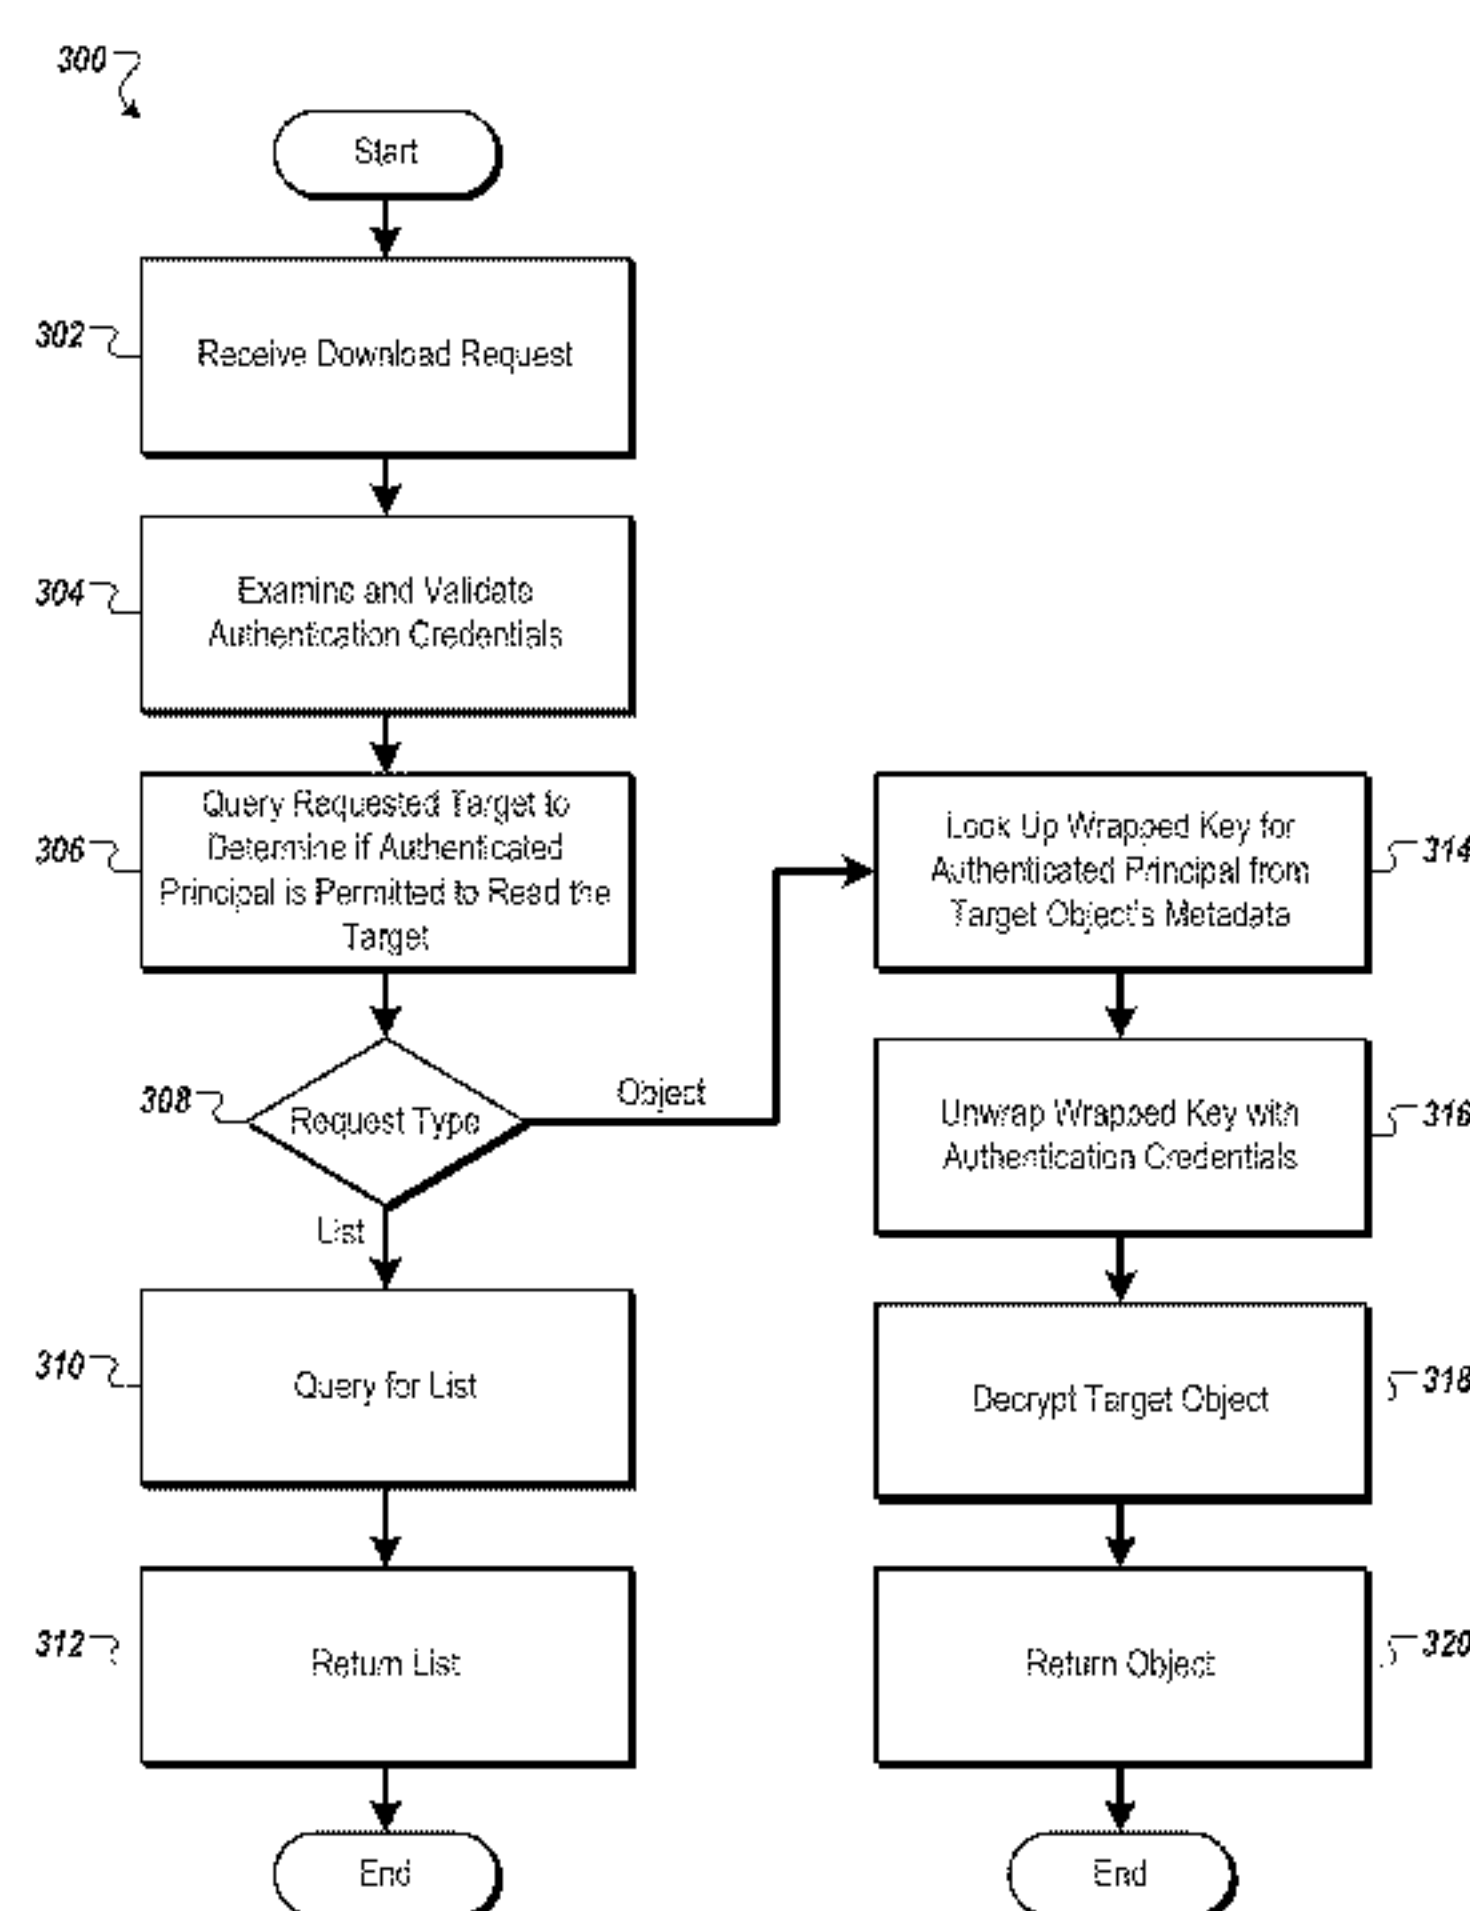 300
Start
302
Receive Download Request
304
Examine and Validate
Authentication Credentials
306
Query Requested Target to
Determine if Authenticated
Principal is Permitted to Read the
Target
308
Request Type
Object
List
310
Query for List
312
Return List
End
Look Up Wrapped Key for
Authenticated Principal from
Target Object's Metadata
314
Unwrap Wrapped Key with
Authentication Credentials
316
Decrypt Target Object
318
Return Object
320
End